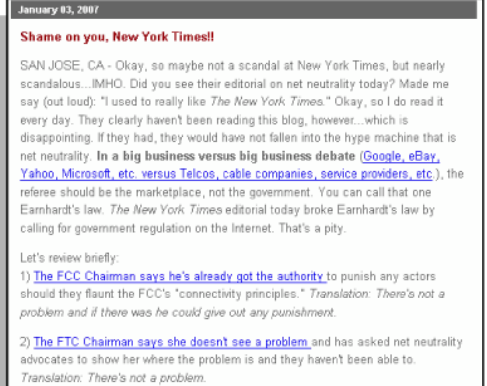 January 03, 2007
Shame on you, New York Times!!
SAN JOSE, CA - Okay, so maybe not a scandal at New York Times, but nearly
scandalous...IMHO. Did you see their editorial on net neutrality today? Made me
say (out loud): "I used to really like The New York Times." Okay, so I do read it
every day. They clearly haven't been reading this blog, however...which is
disappointing. If they had, they would have not fallen into the hype machine that is
net neutrality. In a big business versus big business debate (Google, eBay,
Yahoo, Microsoft, etc. versus Telcos, cable companies, service providers, etc.), the
referee should be the marketplace, not the government. You can call that one
Earnhardt's law. The New York Times editorial today broke Earnhardt's law by
calling for government regulation on the Internet. That's a pity.
Let's review briefly:
1) The FCC Chairman says he's already got the authority to punish any actors
should they flaunt the FCC's "connectivity principles." Translation: There's not a
problem and if there was he could give out any punishment.
2) The FTC Chairman says she doesn't see a problem and has asked net neutrality
advocates to show her where the problem is and they haven't been able to.
Translation: There's not a problem.